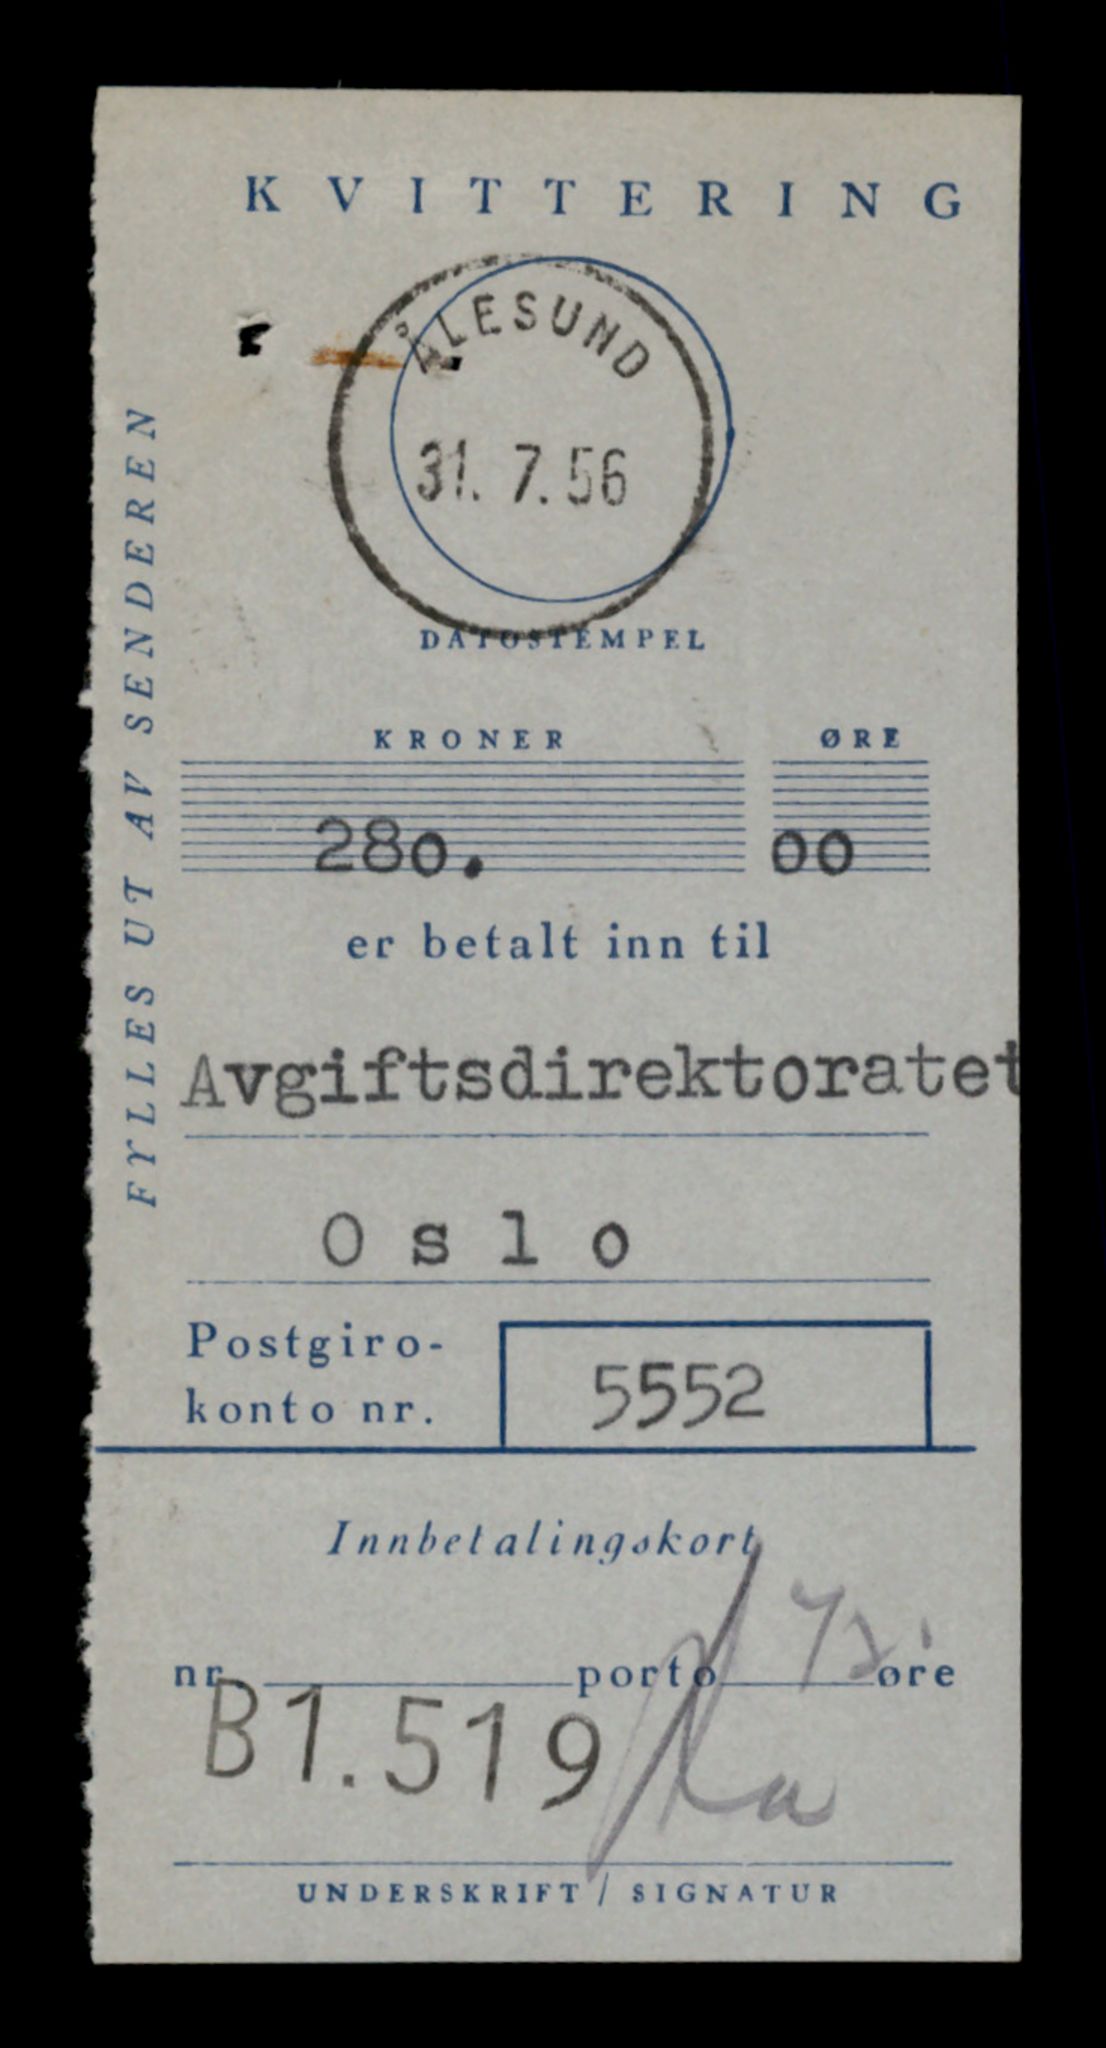 KVITTERING
ÅLESUND
31. 7. 56
DATOSTEMPEL
FYLLES UT AV SENDEREN
KRONER ØRE
280. 00
er betalt inn til
Avgiftsdirektoratet
Oslo
Postgiro-
konto nr. 5552
Innbetalingskort
nr. porto øre
B1.519
UNDERSKRIFT / SIGNATUR